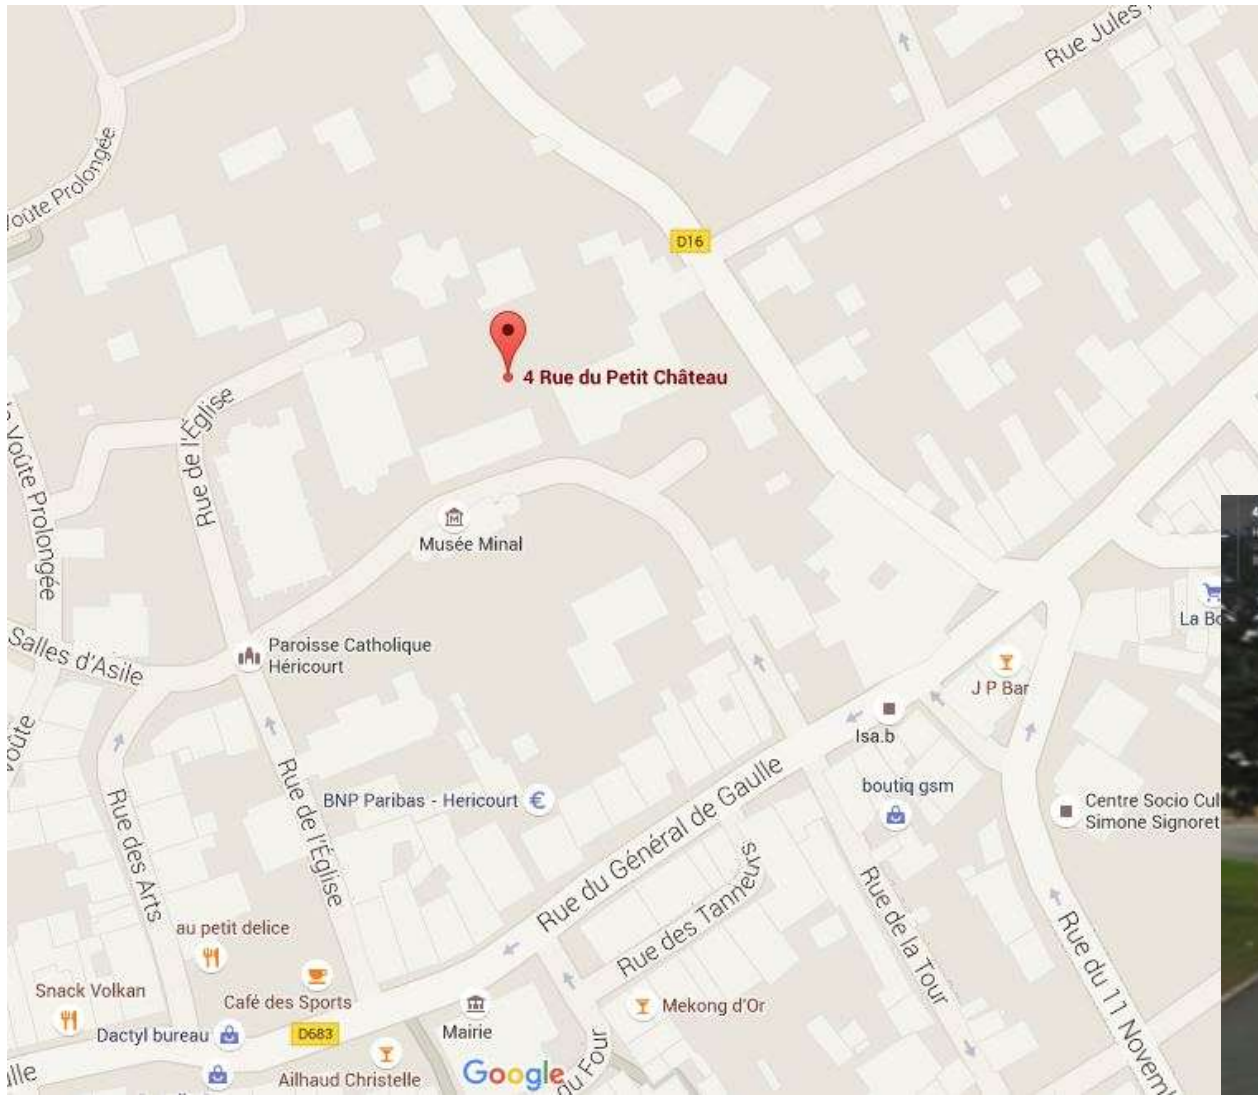 Rue Jules
Voûte Prolongée
D16
4 Rue du Petit Château
Rue de l'Église
Voûte Prolongée
Musée Minal
La Bo
Salles d'Asile
Paroisse Catholique
Héricourt
J P Bar
Isa.b
voûte
BNP Paribas - Hericourt €
boutiq gsm
Centre Socio Cul
Simone Signoret
Rue du Général de Gaulle
Rue des Arts
Rue de l'Église
Rue des Tanneurs
Rue de la Tour
Rue du 11 Novemb
au petit delice
Snack Volkan
Café des Sports
Mekong d'Or
Dactyl bureau
D683
Mairie
Ailhaud Christelle
Google
du Four
lle